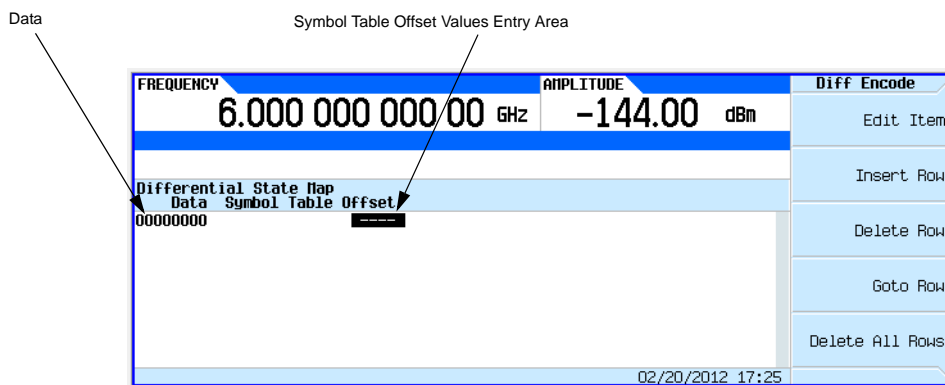 Data
Symbol Table Offset Values Entry Area
FREQUENCY
6.000 000 000 00 GHz
AMPLITUDE
-144.00 dBm
Differential State Map
Data Symbol Table Offset
00000000 ----
02/20/2012 17:25
Diff Encode
Edit Item
Insert Row
Delete Row
Goto Row
Delete All Rows